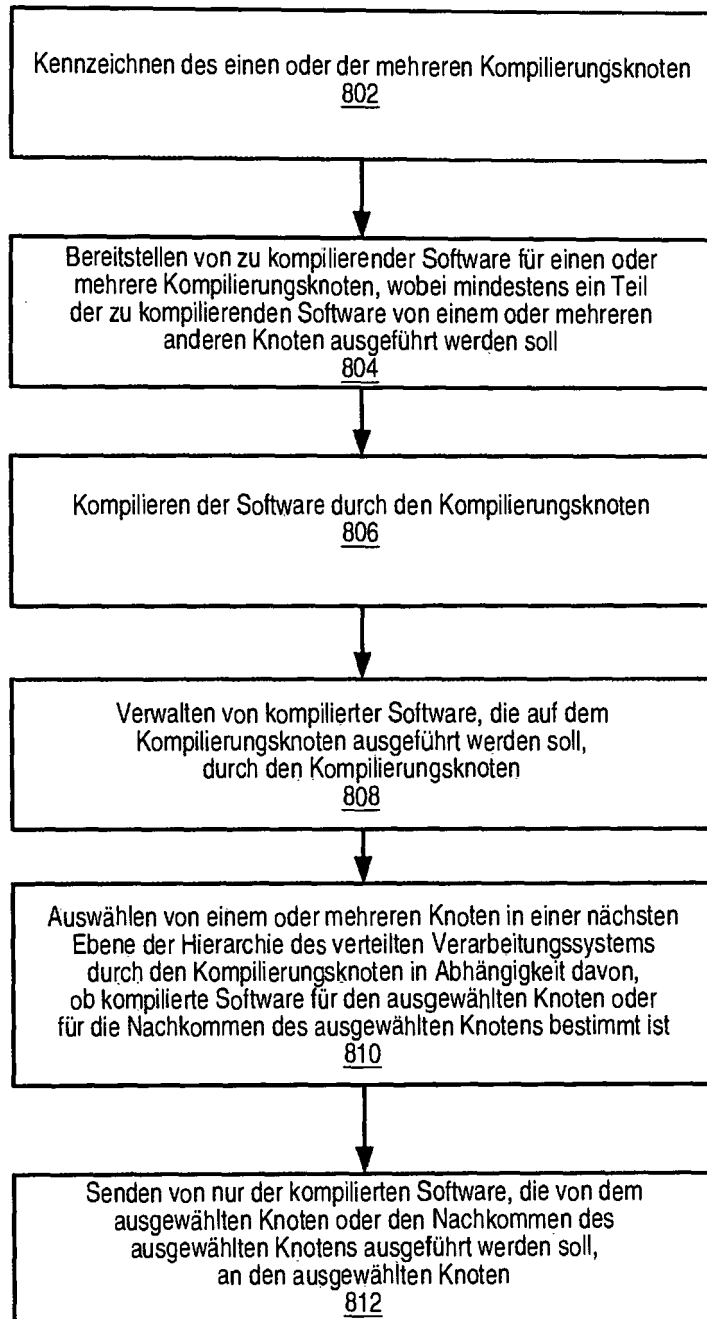 Kennzeichnen des einen oder der mehreren Kompilierungsknoten
802
Bereitstellen von zu kompilierender Software für einen oder
mehrere Kompilierungsknoten, wobei mindestens ein Teil
der zu kompilierenden Software von einem oder mehreren
anderen Knoten ausgeführt werden soll
804
Kompilieren der Software durch den Kompilierungsknoten
806
Verwalten von kompilierter Software, die auf dem
Kompilierungsknoten ausgeführt werden soll,
durch den Kompilierungsknoten
808
Auswählen von einem oder mehreren Knoten in einer nächsten
Ebene der Hierarchie des verteilten Verarbeitungssystems
durch den Kompilierungsknoten in Abhängigkeit davon,
ob kompilierte Software für den ausgewählten Knoten oder
für die Nachkommen des ausgewählten Knotens bestimmt ist
810
Senden von nur der kompilierten Software, die von dem
ausgewählten Knoten oder den Nachkommen des
ausgewählten Knotens ausgeführt werden soll,
an den ausgewählten Knoten
812